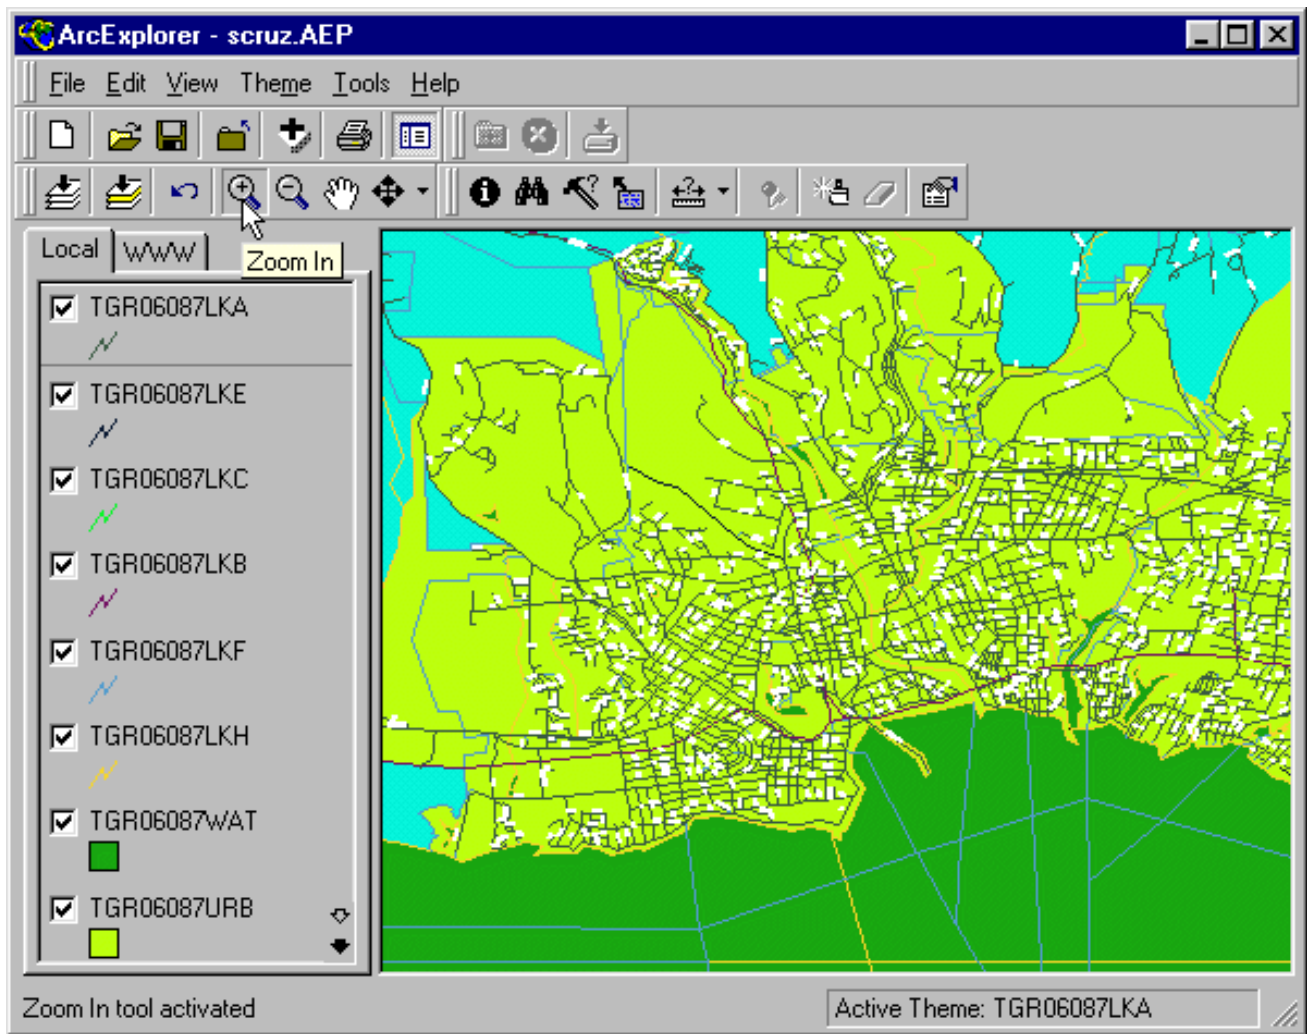 ArcExplorer - scruz.AEP
File Edit View Theme Tools Help
Local WWW
Zoom In
TGR06087LKA
TGR06087LKE
TGR06087LKC
TGR06087LKB
TGR06087LKF
TGR06087LKH
TGR06087WAT
TGR06087URB
Zoom In tool activated
Active Theme: TGR06087LKA